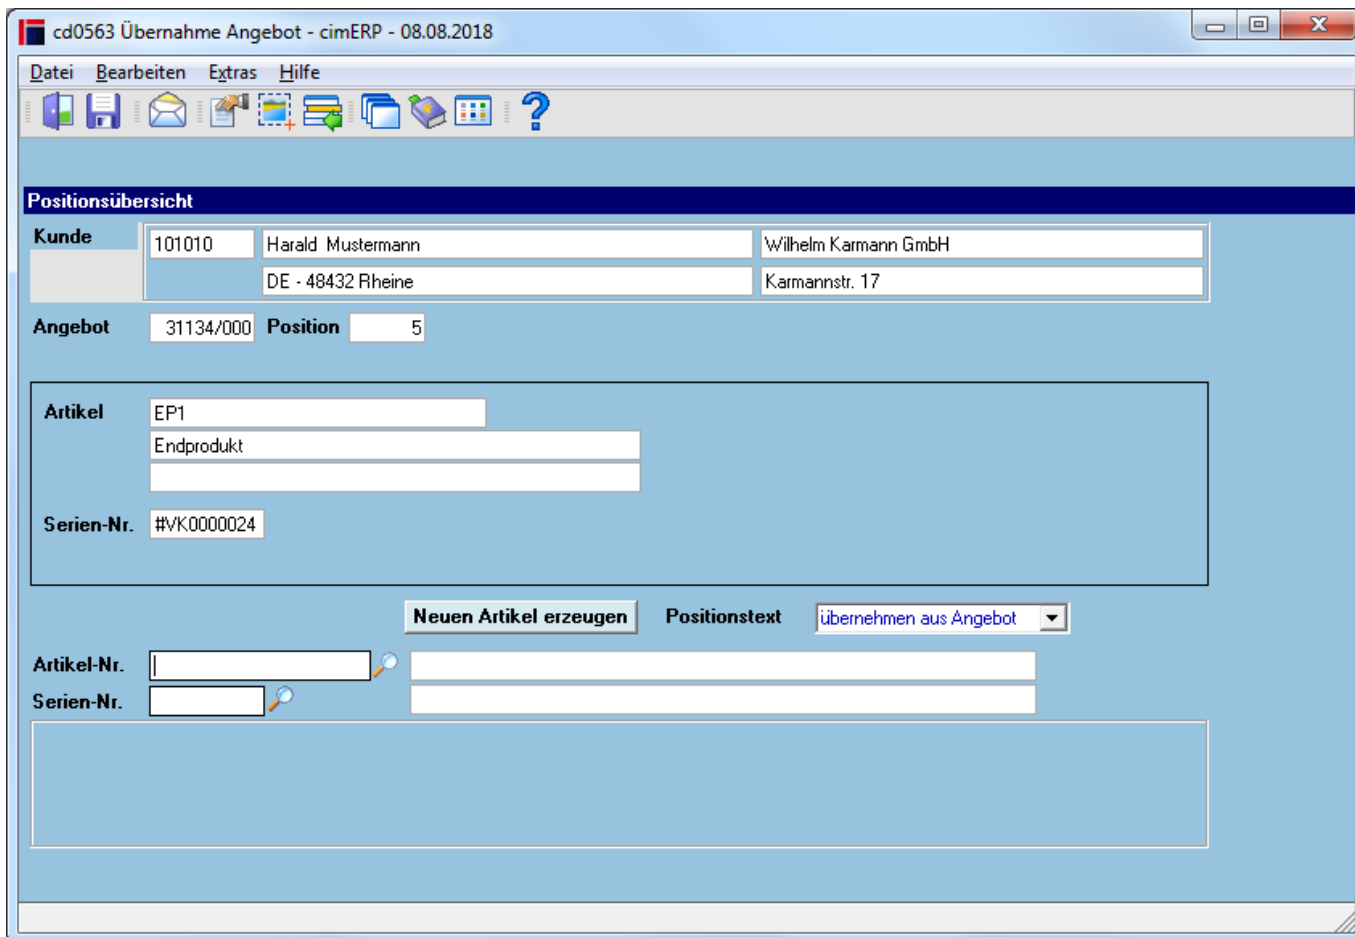 cd0563 Übernahme Angebot - cimERP - 08.08.2018
Datei Bearbeiten Extras Hilfe
Positionsübersicht
Kunde 101010 Harald Mustermann Wilhelm Karmann GmbH
DE - 48432 Rheine Karmannstr. 17
Angebot 31134/000 Position 5
Artikel EP1
Endprodukt
Serien-Nr. #VK0000024
Neuen Artikel erzeugen Positionstext übernehmen aus Angebot
Artikel-Nr.
Serien-Nr.